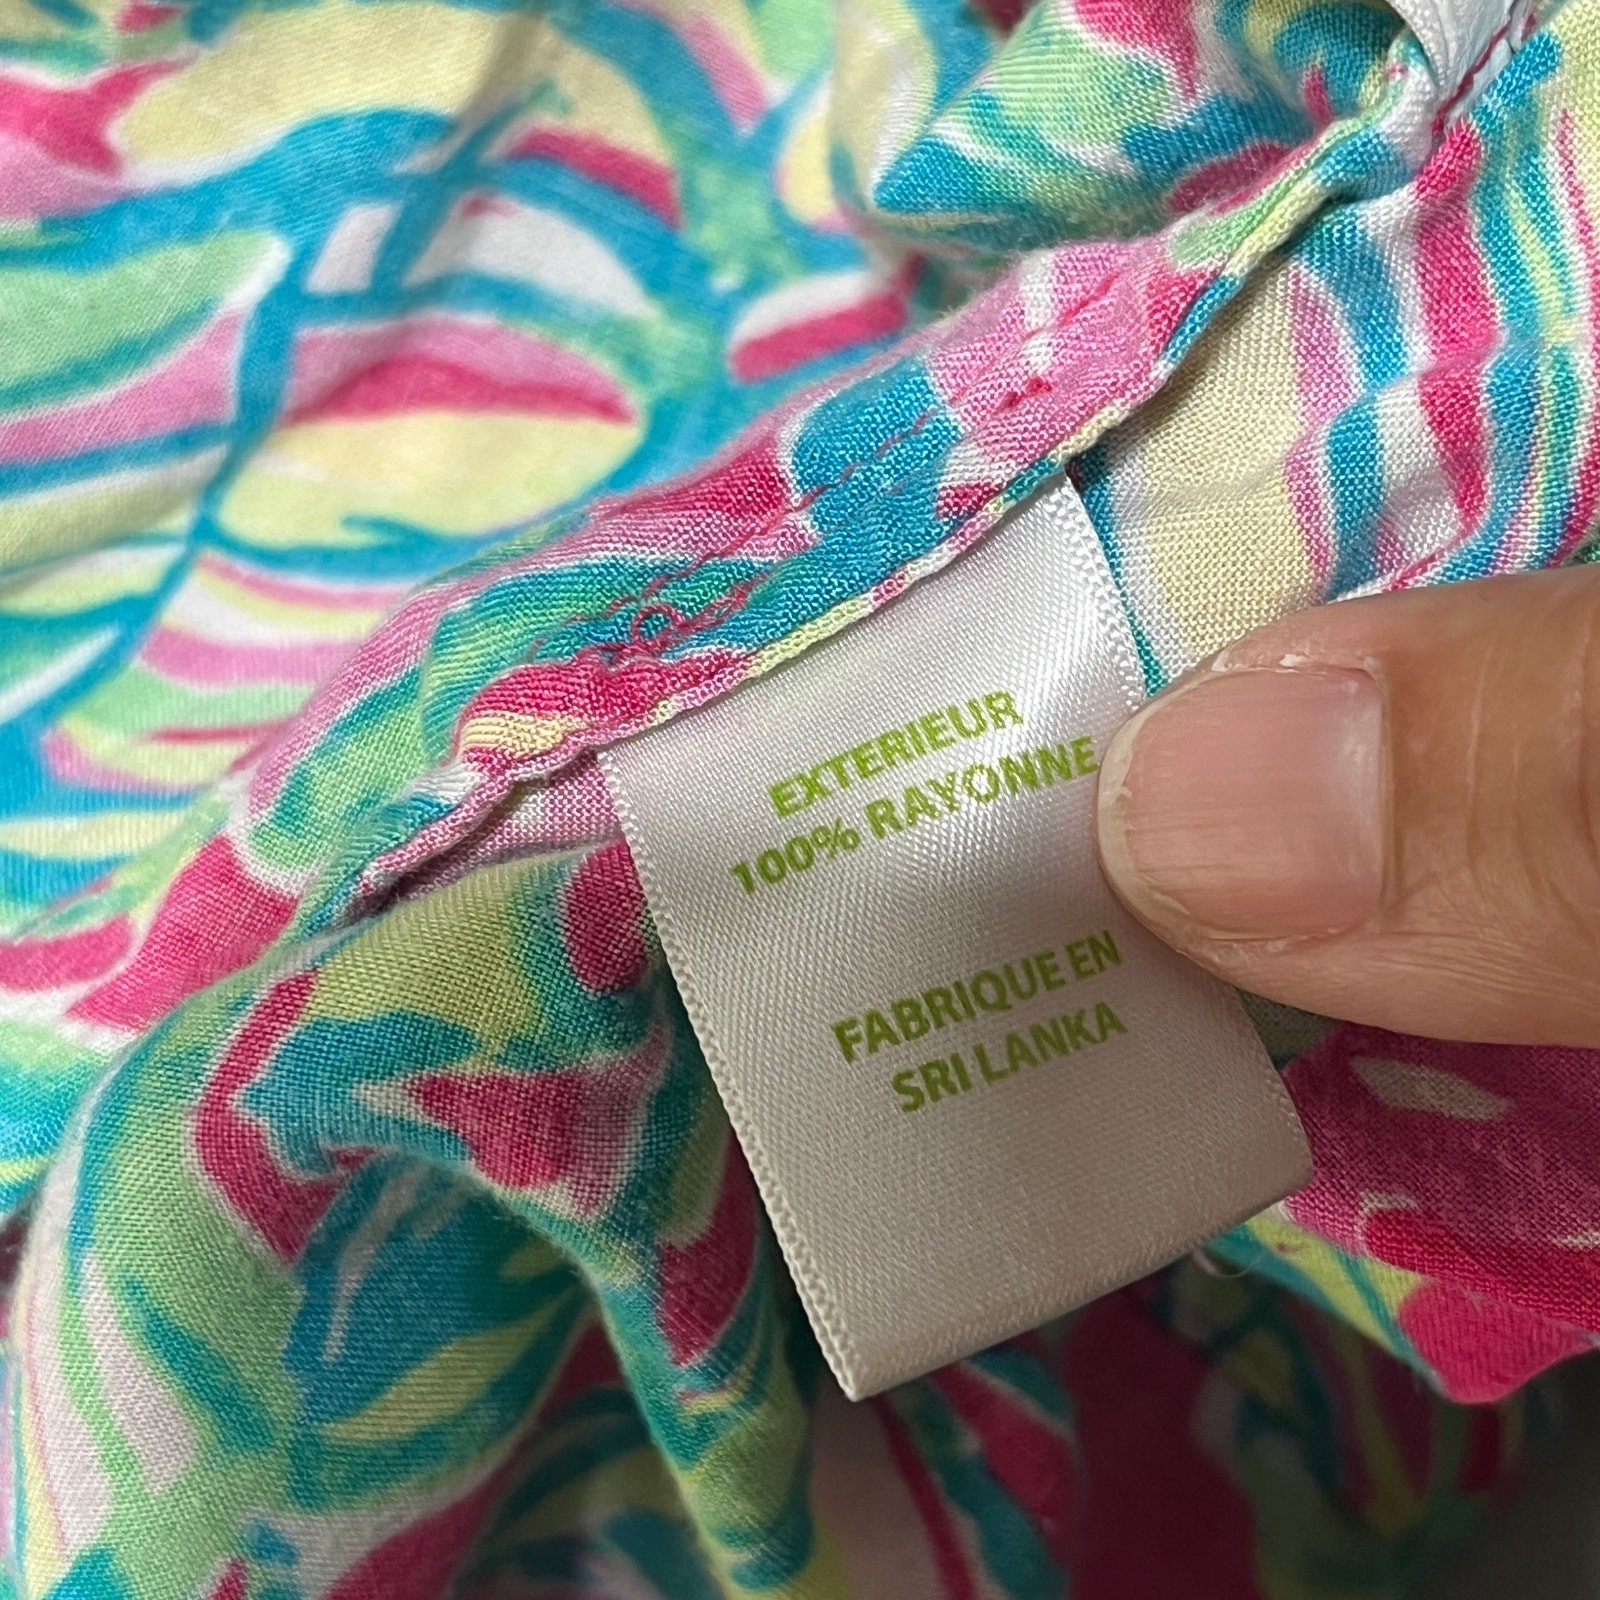 EXTERIEUR
100% RAYONNE
FABRIQUE EN
SRI LANKA